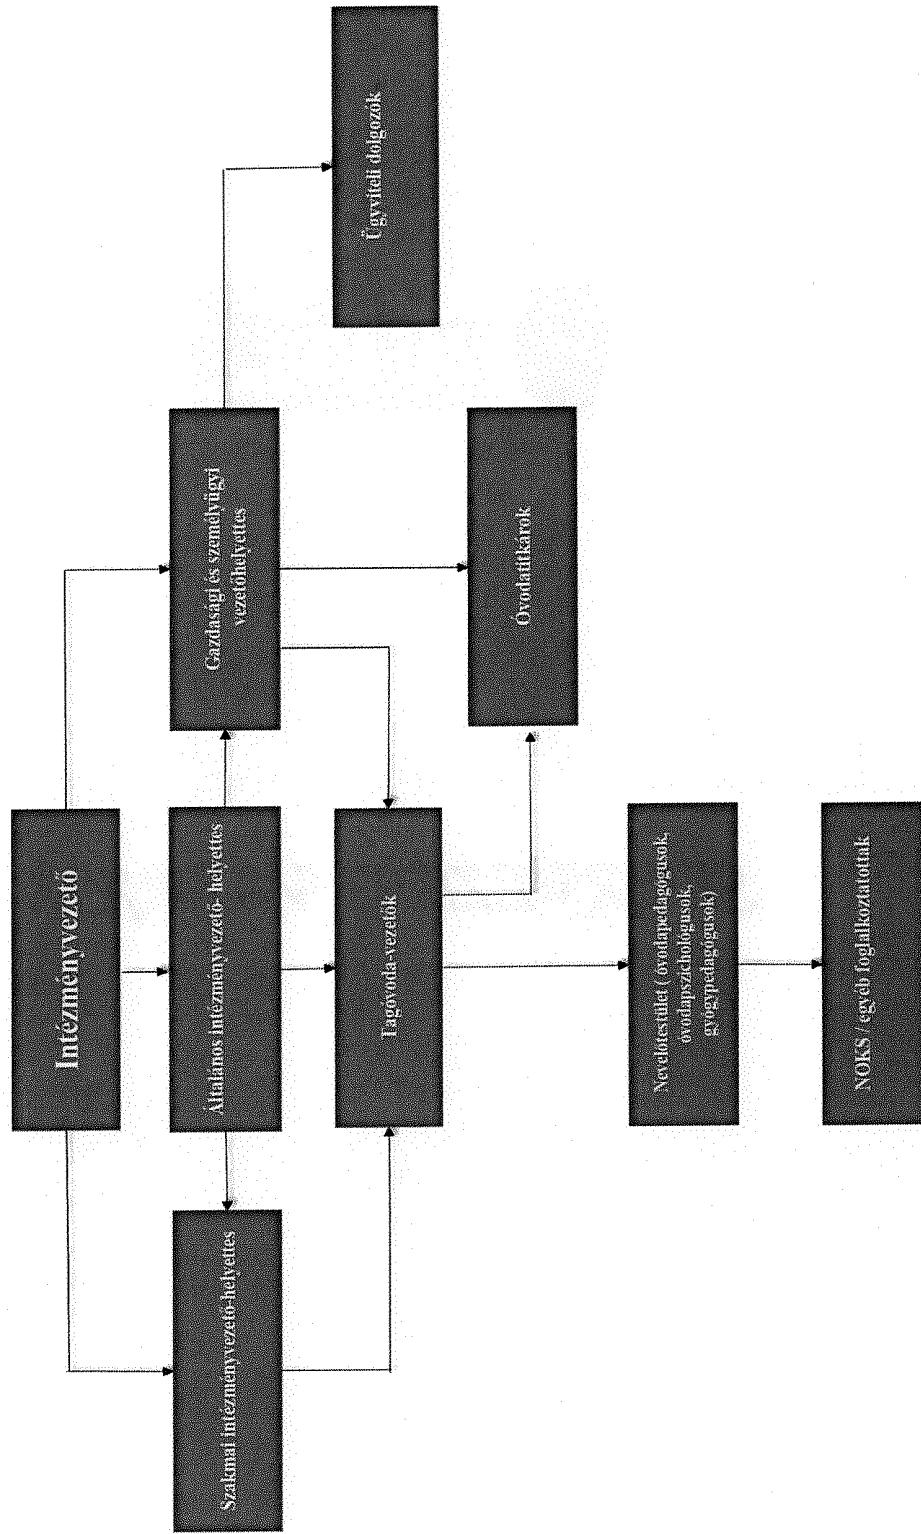 Intézményvezető
Szakmai intézményvezető-helyettes
Általános intézményvezető- helyettes
Gazdasági és személyügyi
vezetőhelyettes
Tagóvoda-vezetők
Ügyviteli dolgozók
Óvodatitkárok
Nevelőtestület ( óvodapedagógusok,
óvodapszichológusok,
gyógypedagógusok)
NOKS / egyéb foglalkoztatottak